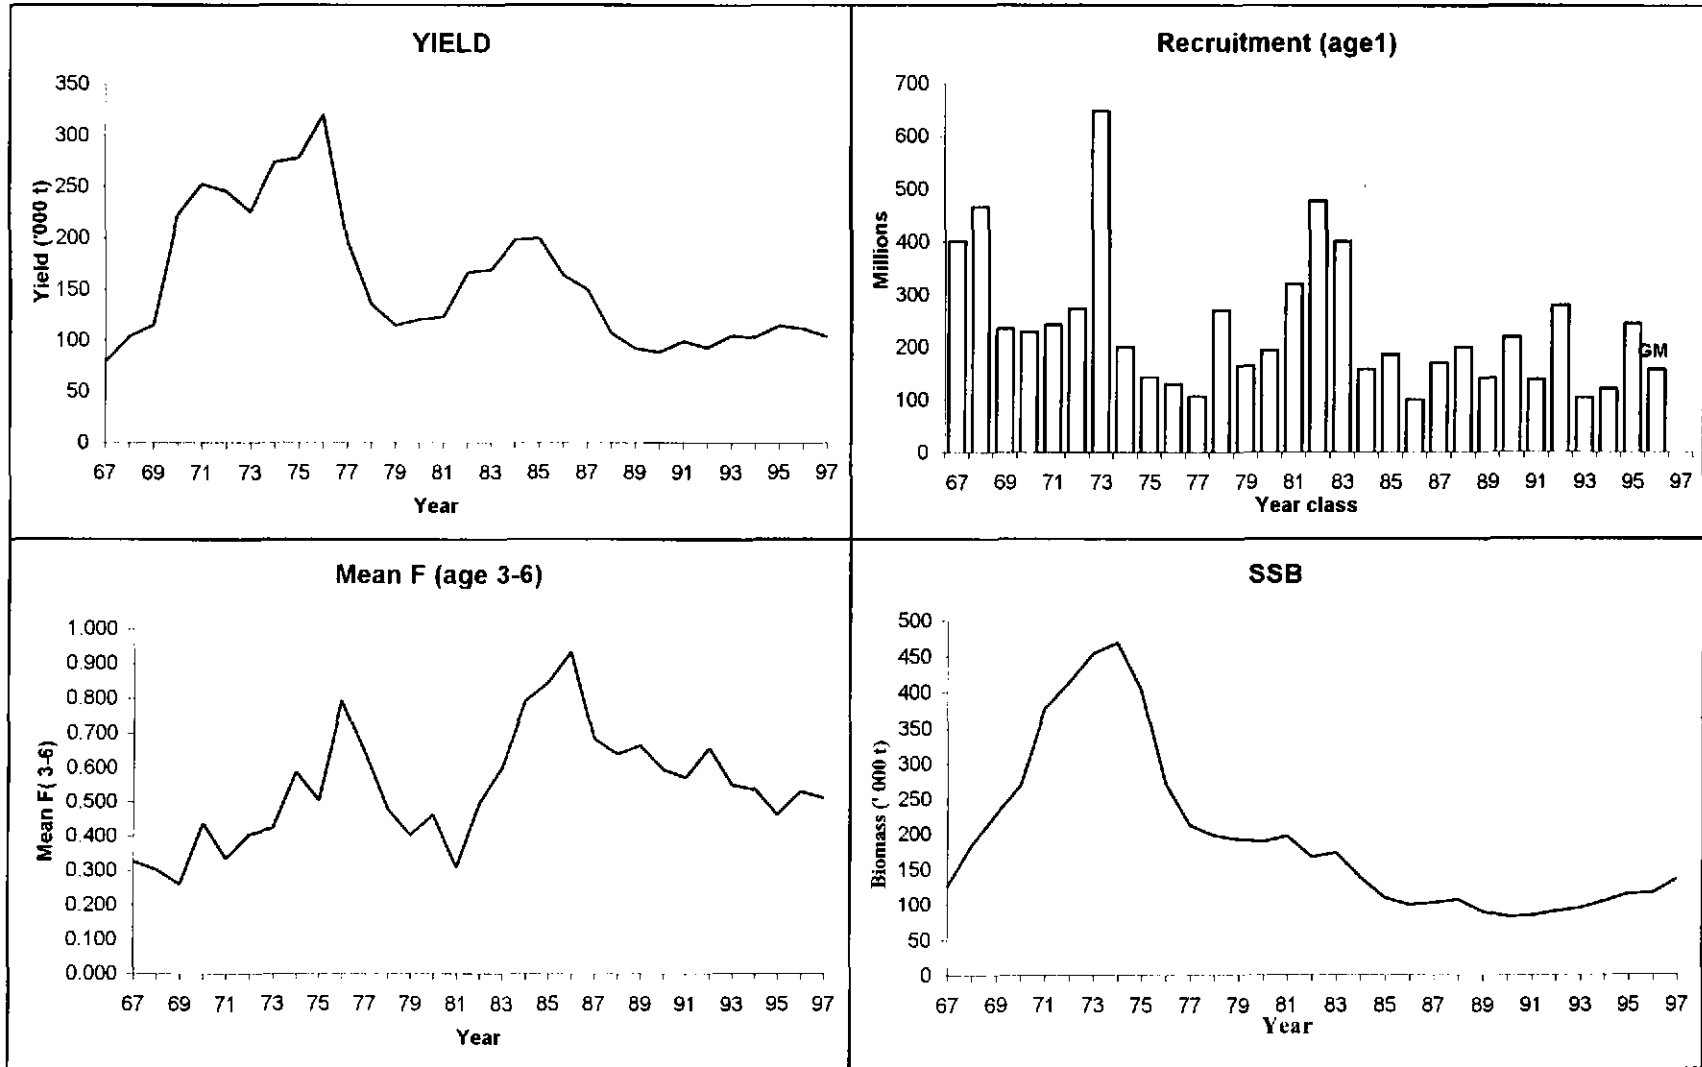 YIELD
350
300
250
200
150
100
50
0
Yield ('000 t)
67 69 71 73 75 77 79 81 83 85 87 89 91 93 95 97
Year
Recruitment (age1)
700
600
500
400
300
200
100
0
Millions
GM
67 69 71 73 75 77 79 81 83 85 87 89 91 93 95 97
Year class
Mean F (age 3-6)
1.000
0.900
0.800
0.700
0.600
0.500
0.400
0.300
0.200
0.100
0.000
Mean F( 3-6)
67 69 71 73 75 77 79 81 83 85 87 89 91 93 95 97
Year
SSB
500
450
400
350
300
250
200
150
100
50
0
Biomass (' 000 t)
67 69 71 73 75 77 79 81 83 85 87 89 91 93 95 97
Year